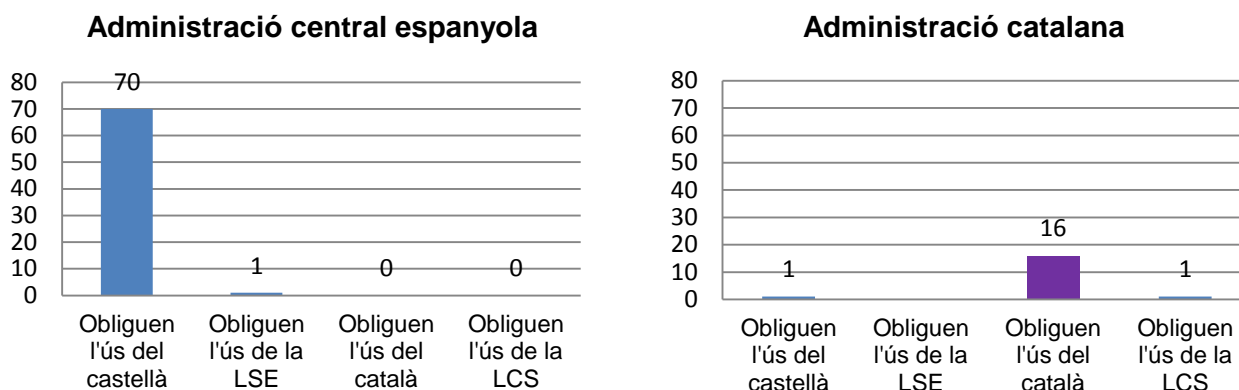 Administració central espanyola
80
70
60
50
40
30
20
10
0
70
1
0
0
Obliguen
l'ús del
castellà
Obliguen
l'ús de la
LSE
Obliguen
l'ús del
català
Obliguen
l'ús de la
LCS
Administració catalana
80
70
60
50
40
30
20
10
0
1
16
1
Obliguen
l'ús del
castellà
Obliguen
l'ús de la
LSE
Obliguen
l'ús del
català
Obliguen
l'ús de la
LCS